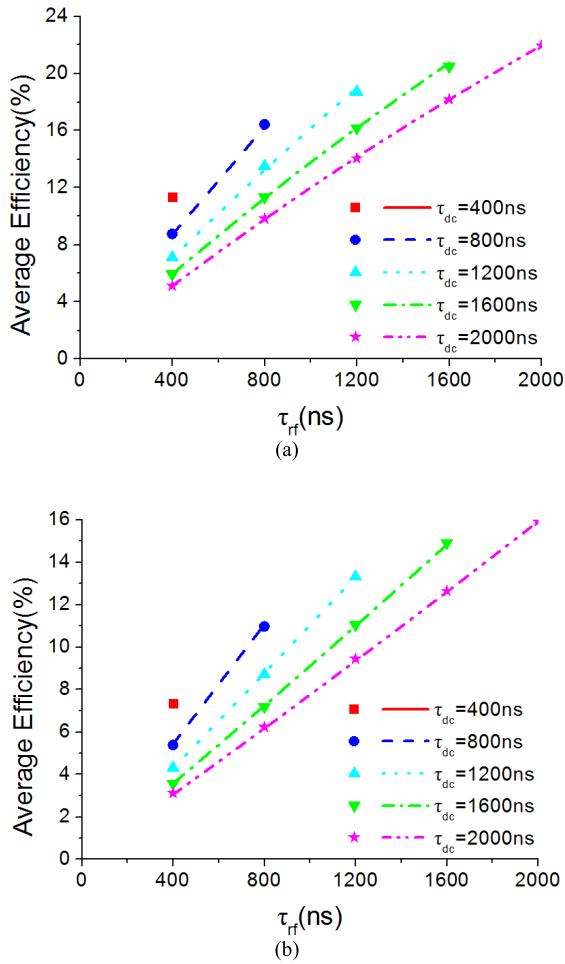 24
20
16
12
8
4
0
Average Efficiency(%)
τdc=400ns
τdc=800ns
τdc=1200ns
τdc=1600ns
τdc=2000ns
0 400 800 1200 1600 2000
τrf(ns)
(a)
16
14
12
10
8
6
4
2
0
Average Efficiency(%)
τdc=400ns
τdc=800ns
τdc=1200ns
τdc=1600ns
τdc=2000ns
0 400 800 1200 1600 2000
τrf(ns)
(b)